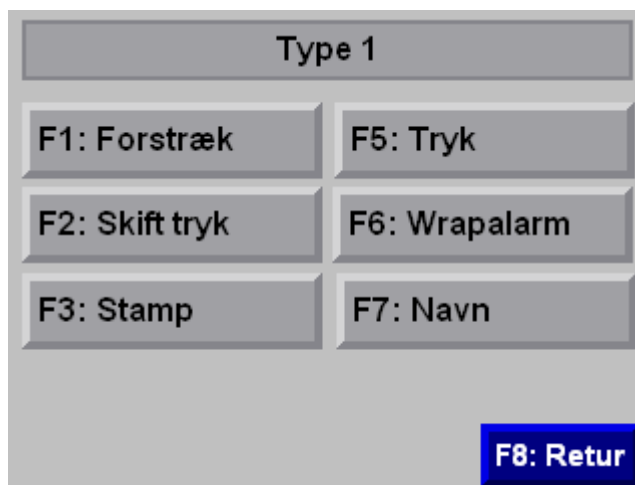 Type 1
F1: Forstræk
F5: Tryk
F2: Skift tryk
F6: Wrapalarm
F3: Stamp
F7: Navn
F8: Retur